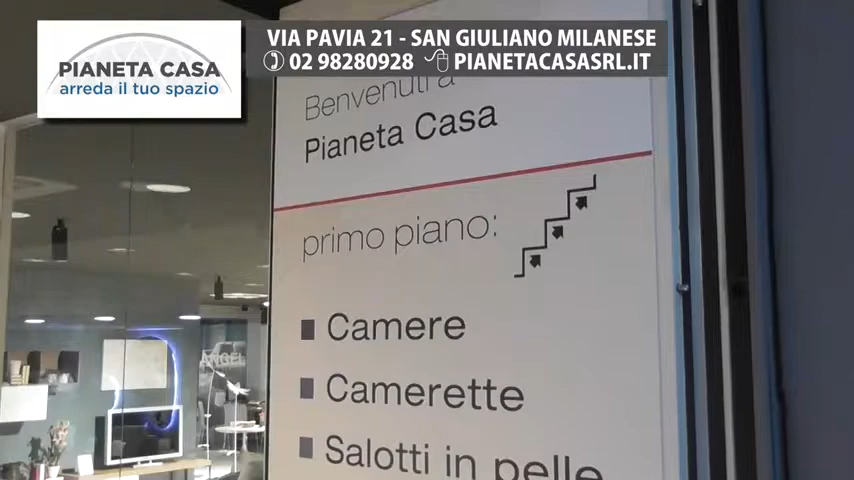 PIANETA CASA
arreda il tuo spazio
VIA PAVIA 21 - SAN GIULIANO MILANESE
02 98280928 PIANETACASASRL.IT
Benvenuti a
Pianeta Casa
primo piano:
Camere
Camerette
Salotti in pelle
ANGEL